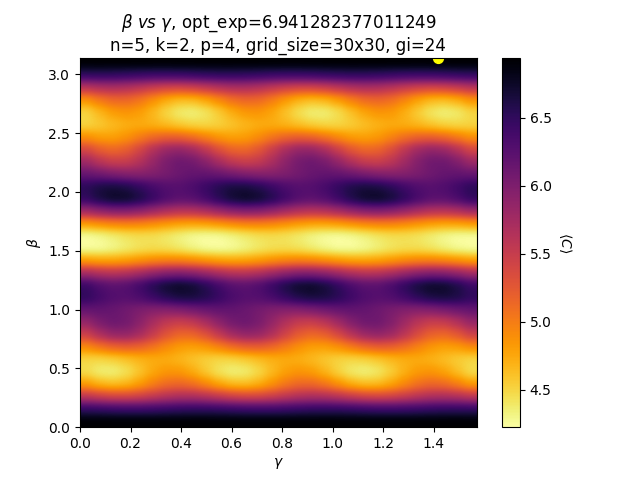 β vs γ, opt_exp=6.941282377011249
n=5, k=2, p=4, grid_size=30x30, gi=24
3.0
2.5
2.0
1.5
1.0
0.5
0.0
β
0.0 0.2 0.4 0.6 0.8 1.0 1.2 1.4
γ
6.5
6.0
5.5
5.0
4.5
⟨C⟩